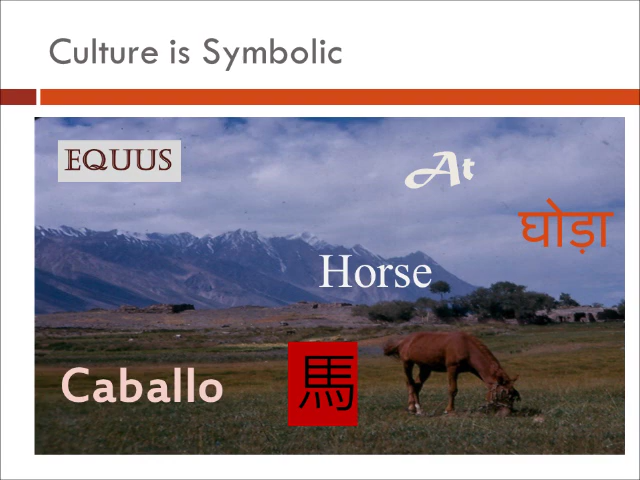 Culture is Symbolic
EQUUS
At
घोड़ा
Horse
Caballo
馬